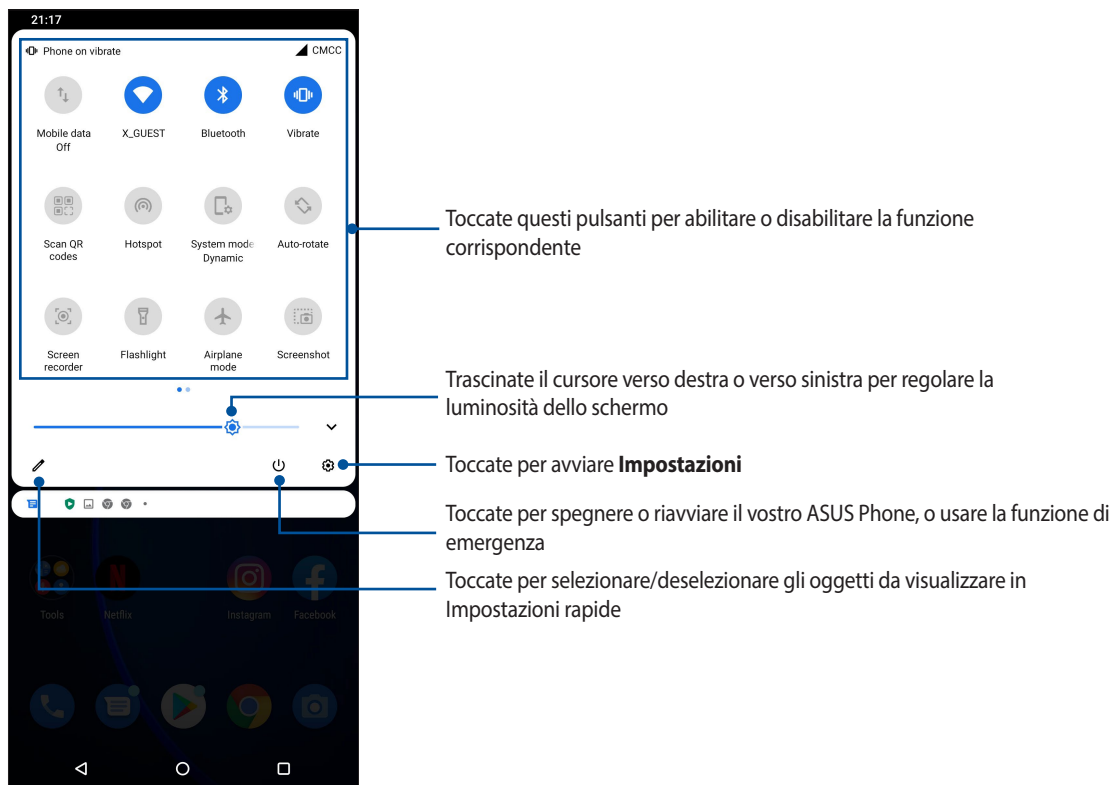 21:17
Phone on vibrate
CMCC
Mobile data
Off
X_GUEST
Bluetooth
Vibrate
Scan QR
codes
Hotspot
System mode
Dynamic
Auto-rotate
Screen
recorder
Flashlight
Airplane
mode
Screenshot
Toccate questi pulsanti per abilitare o disabilitare la funzione
corrispondente
Trascinate il cursore verso destra o verso sinistra per regolare la
luminosità dello schermo
Toccate per avviare Impostazioni
Toccate per spegnere o riavviare il vostro ASUS Phone, o usare la funzione di
emergenza
Toccate per selezionare/deselezionare gli oggetti da visualizzare in
Impostazioni rapide
Tools
Netflix
Instagram
Facebook